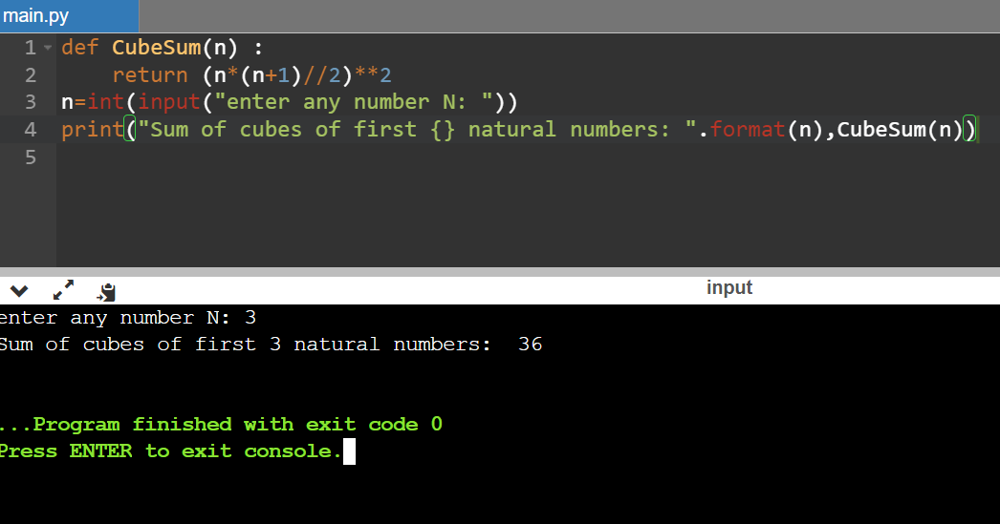 main.py
1 def CubeSum(n) :
2     return (n*(n+1)//2)**2
3 n=int(input("enter any number N: "))
4 print("Sum of cubes of first {} natural numbers: ".format(n),CubeSum(n))
5
input
enter any number N: 3
Sum of cubes of first 3 natural numbers:  36
...Program finished with exit code 0
Press ENTER to exit console.